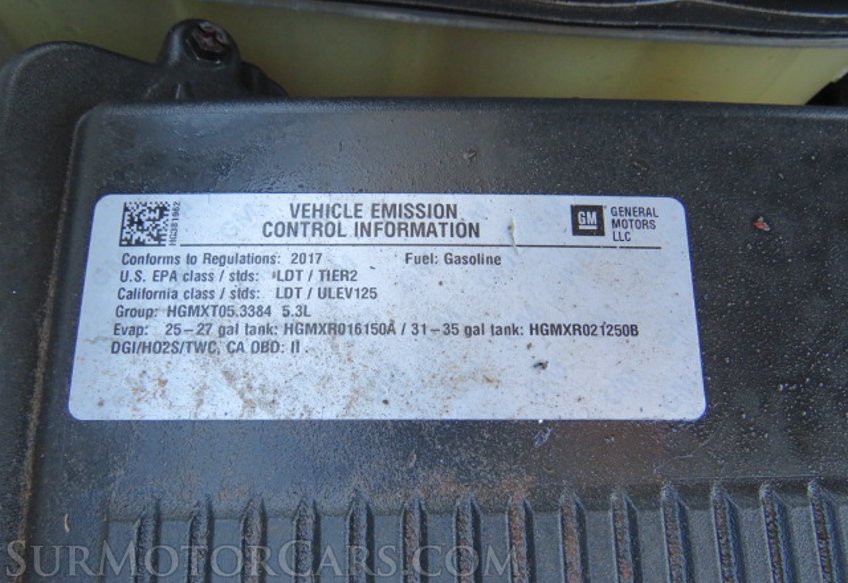 HG381962
VEHICLE EMISSION
CONTROL INFORMATION
GM
GENERAL
MOTORS
LLC
Conforms to Regulations: 2017 Fuel: Gasoline
U.S. EPA class / stds: LDT / TIER2
California class / stds: LDT / ULEV125
Group: HGMXT05.3384 5.3L
Evap: 25-27 gal tank: HGMXR016150A / 31-35 gal tank: HGMXR021250B
DGI/HO2S/TWC, CA OBD: II .
SurMotorCars.com